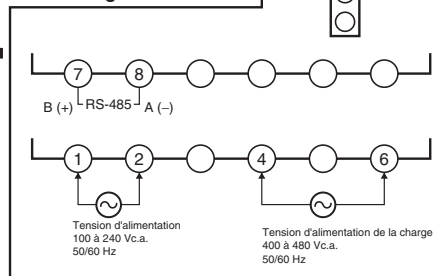 7 8
B (+) RS-485 A (–)
1 2 4 6
Tension d'alimentation
100 à 240 Vc.a.
50/60 Hz
Tension d'alimentation de la charge
400 à 480 Vc.a.
50/60 Hz